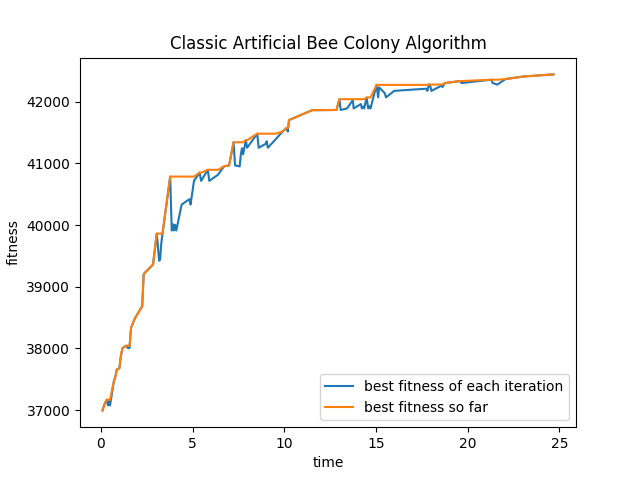 Classic Artificial Bee Colony Algorithm
fitness
42000
41000
40000
39000
38000
37000
0
5
10
15
20
25
time
best fitness of each iteration
best fitness so far